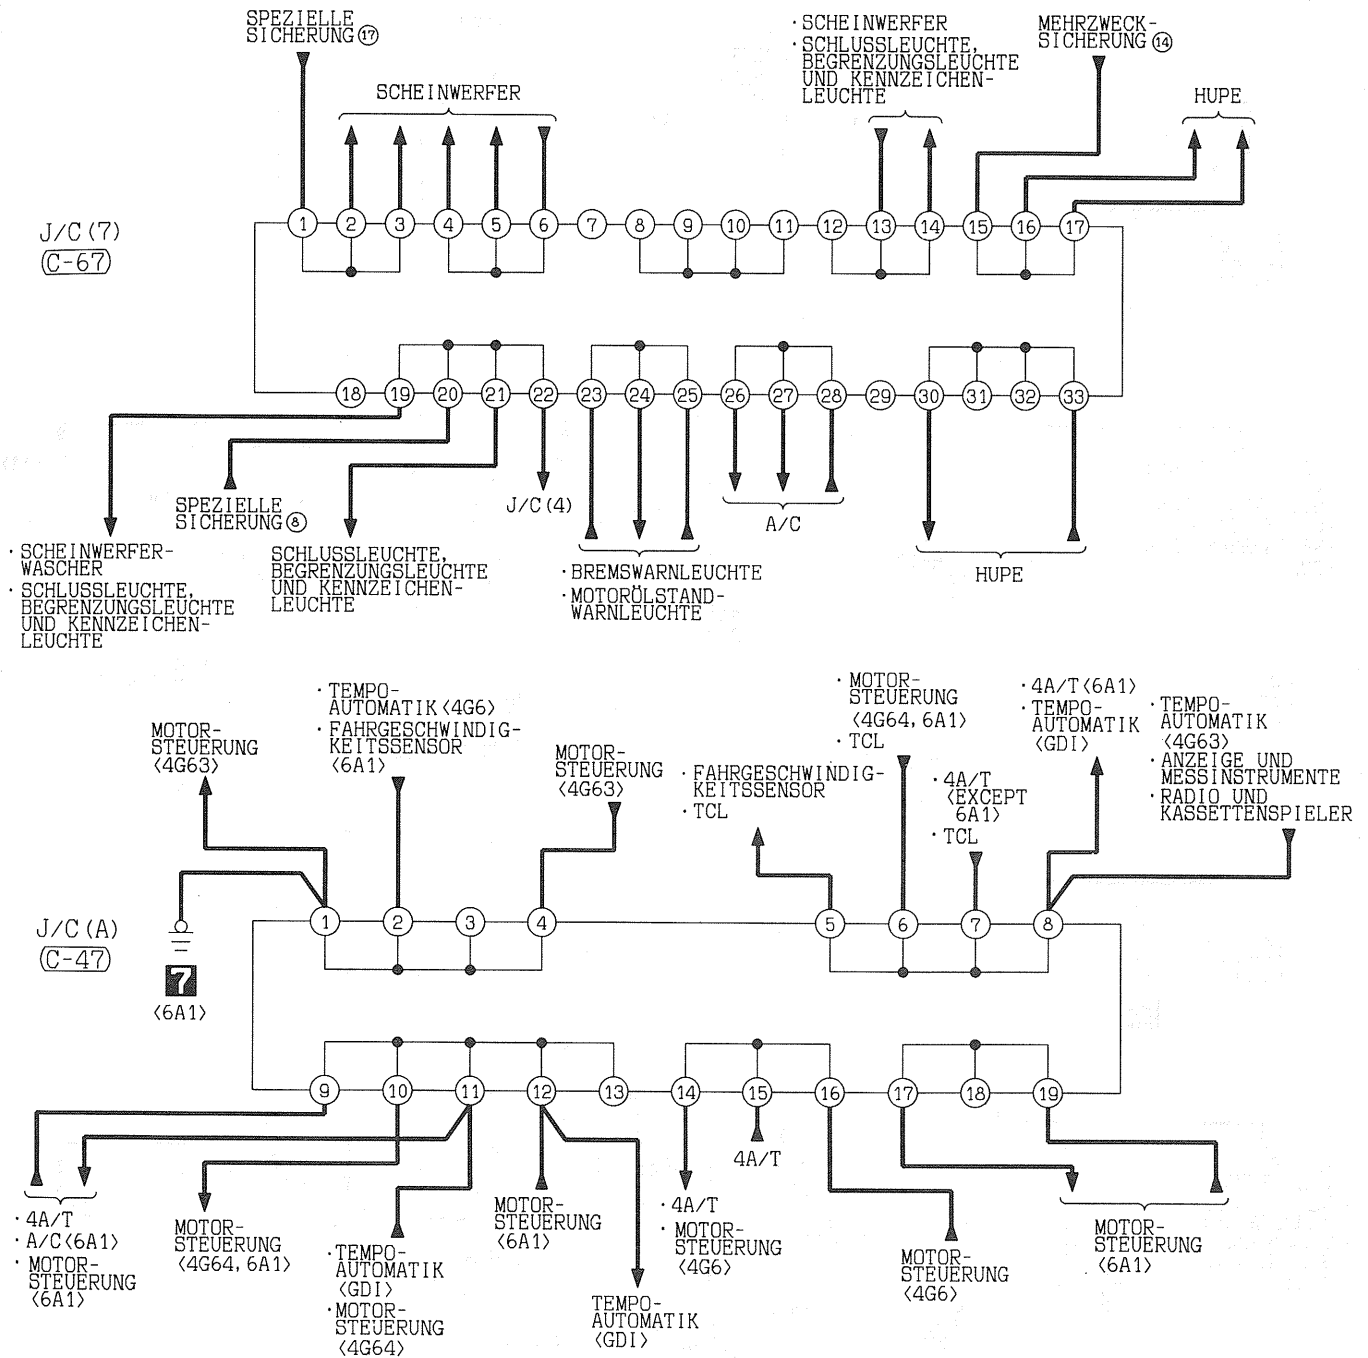 SPEZIELLE
SICHERUNG⑰
SCHEINWERFER
· SCHEINWERFER
· SCHLUSSLEUCHTE,
BEGRENZUNGSLEUCHTE
UND KENNZEICHEN-
LEUCHTE
MEHRZWECK-
SICHERUNG⑭
HUPE
J/C (7)
C-67
1 2 3 4 5 6 7 8 9 10 11 12 13 14 15 16 17
18 19 20 21 22 23 24 25 26 27 28 29 30 31 32 33
· SCHEINWERFER-
WASCHER
· SCHLUSSLEUCHTE,
BEGRENZUNGSLEUCHTE
UND KENNZEICHEN-
LEUCHTE
SPEZIELLE
SICHERUNG⑧
SCHLUSSLEUCHTE,
BEGRENZUNGSLEUCHTE
UND KENNZEICHEN-
LEUCHTE
J/C (4)
· BREMSWARNLEUCHTE
· MOTORÖLSTAND-
WARNLEUCHTE
A/C
HUPE
MOTOR-
STEUERUNG
〈4G63〉
· TEMPO-
AUTOMATIK〈4G6〉
· FAHRGESCHWINDIG-
KEITSSENSOR
〈6A1〉
MOTOR-
STEUERUNG
〈4G63〉
· FAHRGESCHWINDIG-
KEITSSENSOR
· TCL
· MOTOR-
STEUERUNG
〈4G64, 6A1〉
· TCL
· 4A/T
〈EXCEPT
6A1〉
· TCL
· 4A/T〈6A1〉
· TEMPO-
AUTOMATIK
〈GDI〉
· TEMPO-
AUTOMATIK
〈4G63〉
· ANZEIGE UND
MESSINSTRUMENTE
· RADIO UND
KASSETTENSPIELER
J/C (A)
C-47
7
〈6A1〉
1 2 3 4 5 6 7 8
9 10 11 12 13 14 15 16 17 18 19
· 4A/T
· A/C〈6A1〉
· MOTOR-
STEUERUNG
〈6A1〉
MOTOR-
STEUERUNG
〈4G64, 6A1〉
· TEMPO-
AUTOMATIK
〈GDI〉
· MOTOR-
STEUERUNG
〈4G64〉
MOTOR-
STEUERUNG
〈6A1〉
TEMPO-
AUTOMATIK
〈GDI〉
· 4A/T
· MOTOR-
STEUERUNG
〈4G6〉
4A/T
MOTOR-
STEUERUNG
〈4G6〉
MOTOR-
STEUERUNG
〈6A1〉